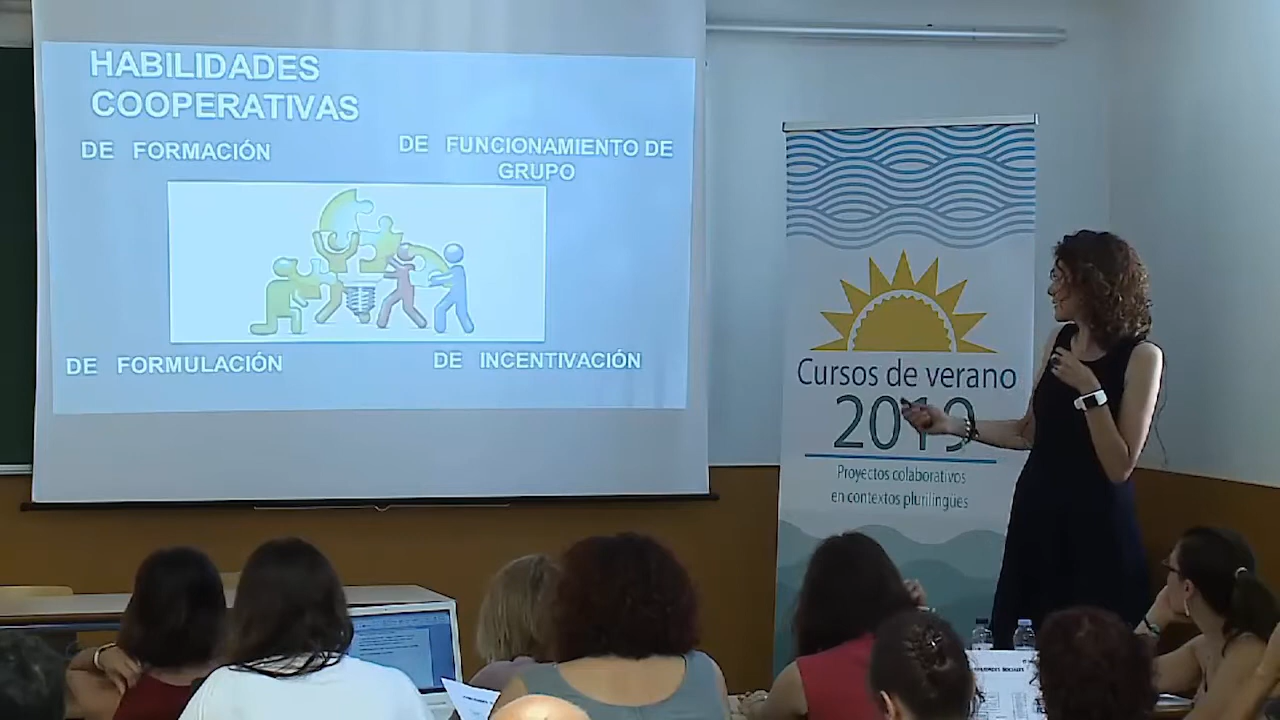 HABILIDADES
COOPERATIVAS
DE FORMACIÓN
DE FUNCIONAMIENTO DE
GRUPO
DE FORMULACIÓN
DE INCENTIVACIÓN
Cursos de verano
2019
Proyectos colaborativos
en contextos plurilingües